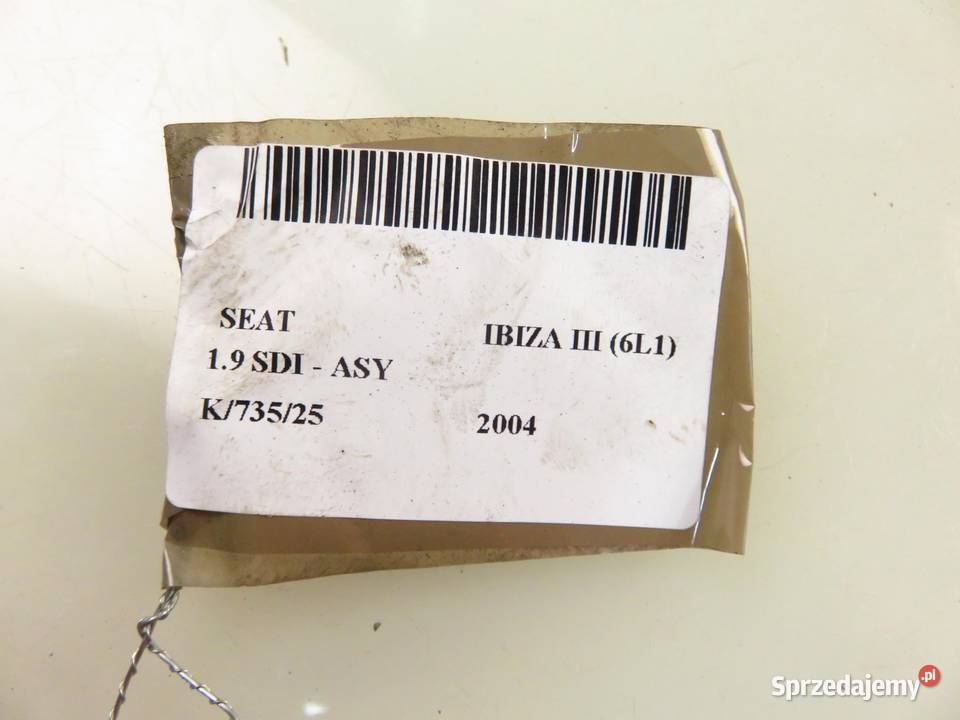 SEAT IBIZA III (6L1)
1.9 SDI - ASY
K/735/25 2004
Sprzedajemy.pl